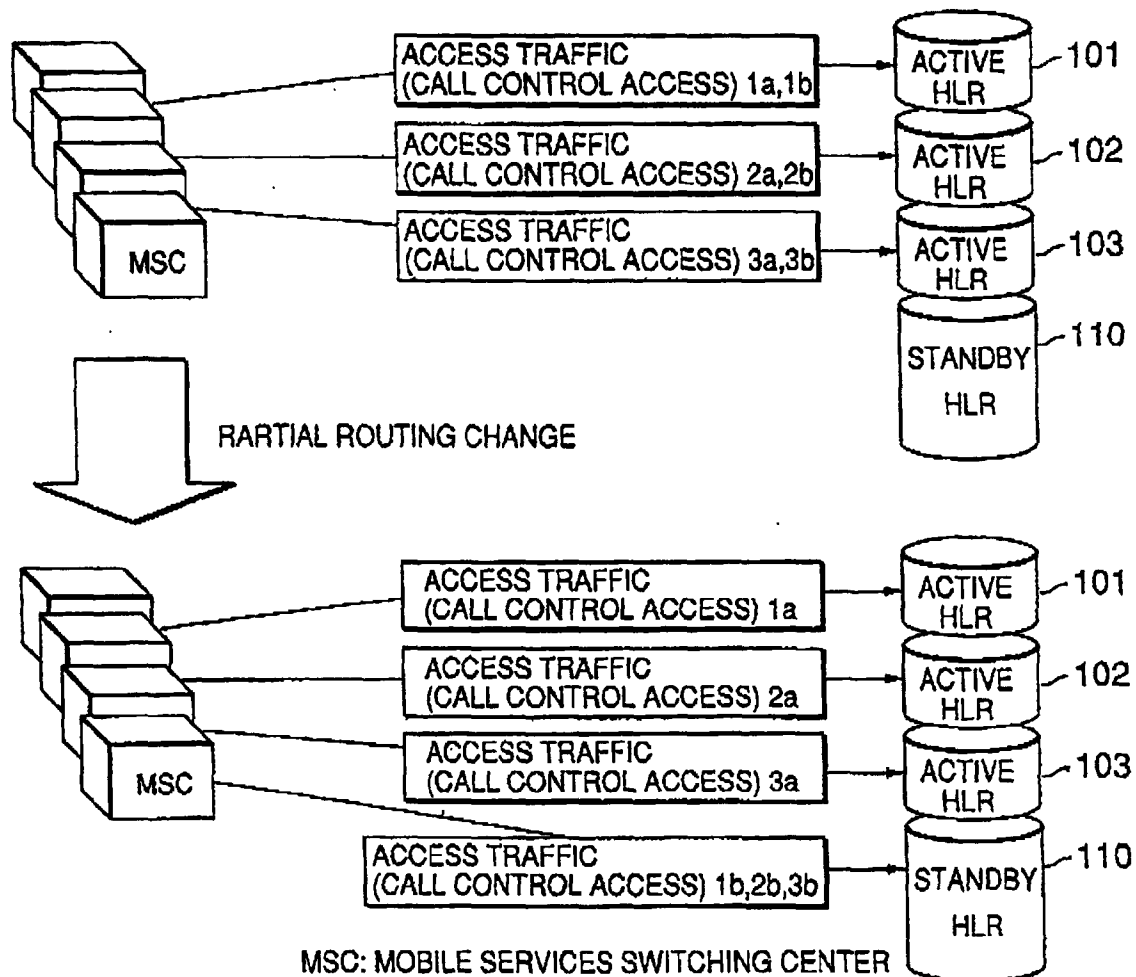 ACCESS TRAFFIC
(CALL CONTROL ACCESS) 1a,1b
ACTIVE
HLR
101
ACCESS TRAFFIC
(CALL CONTROL ACCESS) 2a,2b
ACTIVE
HLR
102
ACCESS TRAFFIC
(CALL CONTROL ACCESS) 3a,3b
ACTIVE
HLR
103
MSC
STANDBY
HLR
110
RARTIAL ROUTING CHANGE
ACCESS TRAFFIC
(CALL CONTROL ACCESS) 1a
ACTIVE
HLR
101
ACCESS TRAFFIC
(CALL CONTROL ACCESS) 2a
ACTIVE
HLR
102
ACCESS TRAFFIC
(CALL CONTROL ACCESS) 3a
ACTIVE
HLR
103
MSC
ACCESS TRAFFIC
(CALL CONTROL ACCESS) 1b,2b,3b
STANDBY
HLR
110
MSC: MOBILE SERVICES SWITCHING CENTER